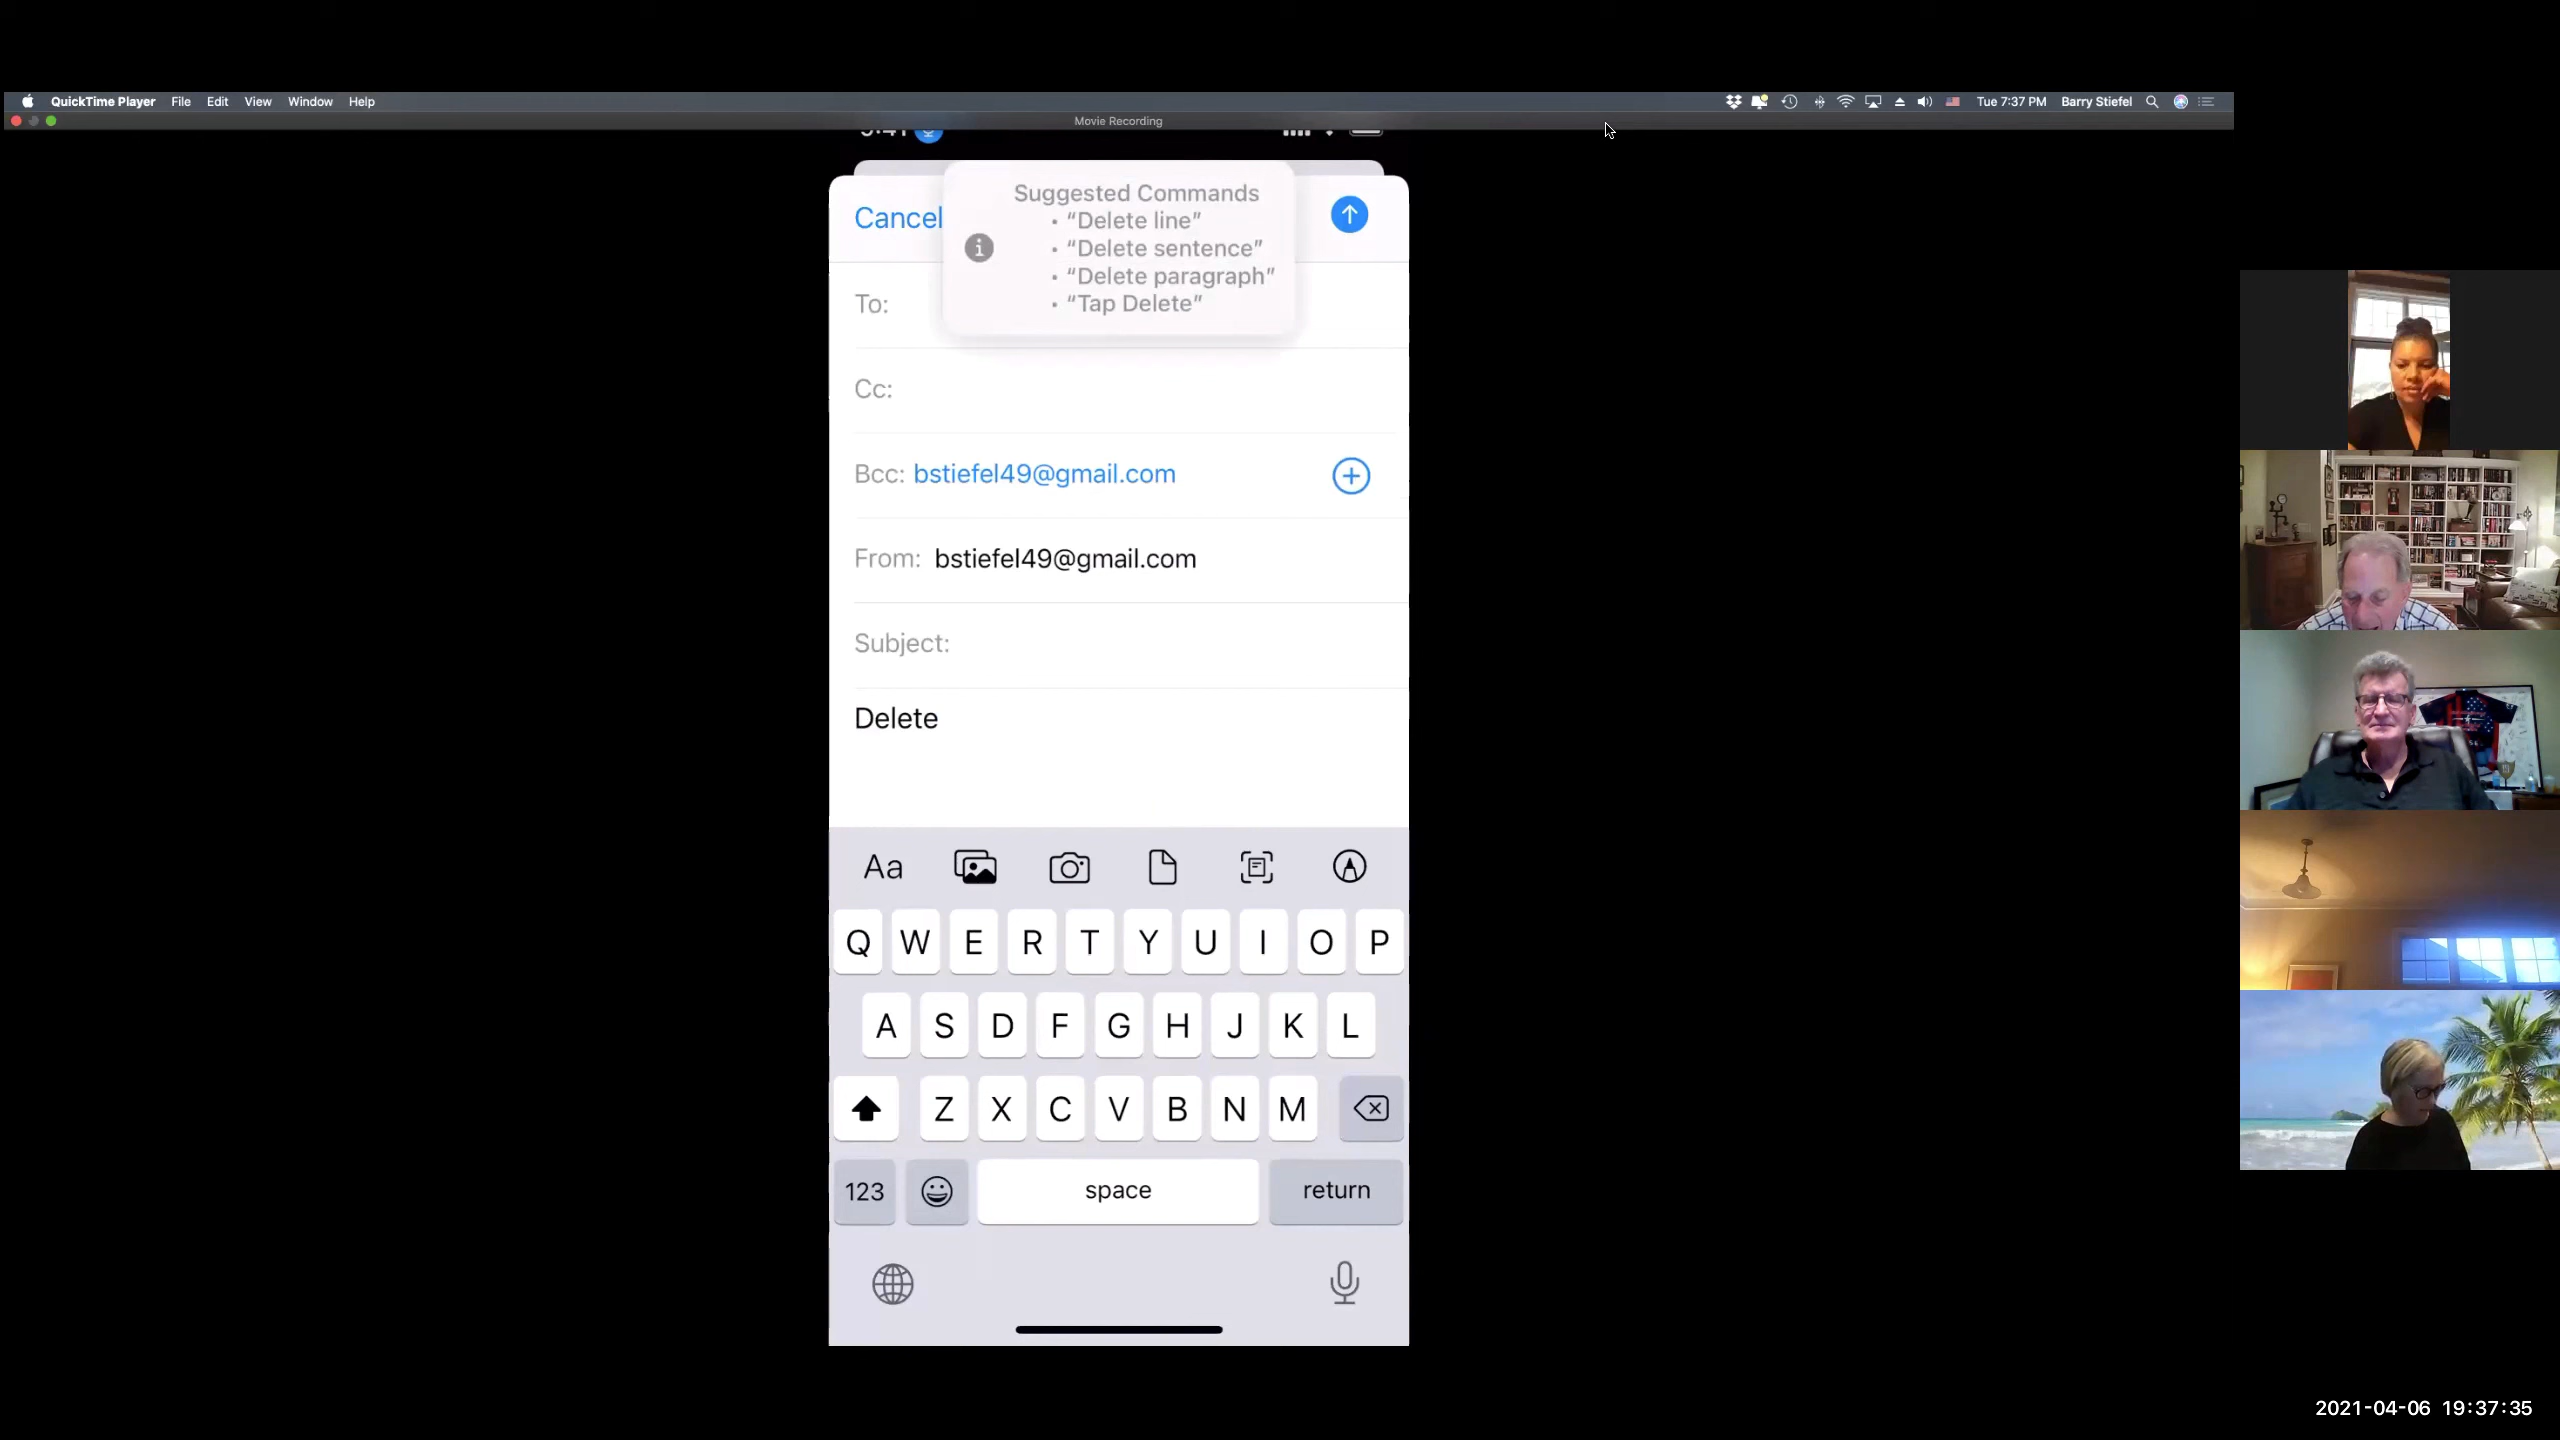 QuickTime Player File Edit View Window Help Tue 7:37 PM Barry Stiefel
Movie Recording
Suggested Commands
• “Delete line”
• “Delete sentence”
• “Delete paragraph”
• “Tap Delete”
Cancel
To:
Cc:
Bcc: bstiefel49@gmail.com
From: bstiefel49@gmail.com
Subject:
Delete
Aa
Q W E R T Y U I O P
A S D F G H J K L
Z X C V B N M
123 space return
2021-04-06 19:37:35